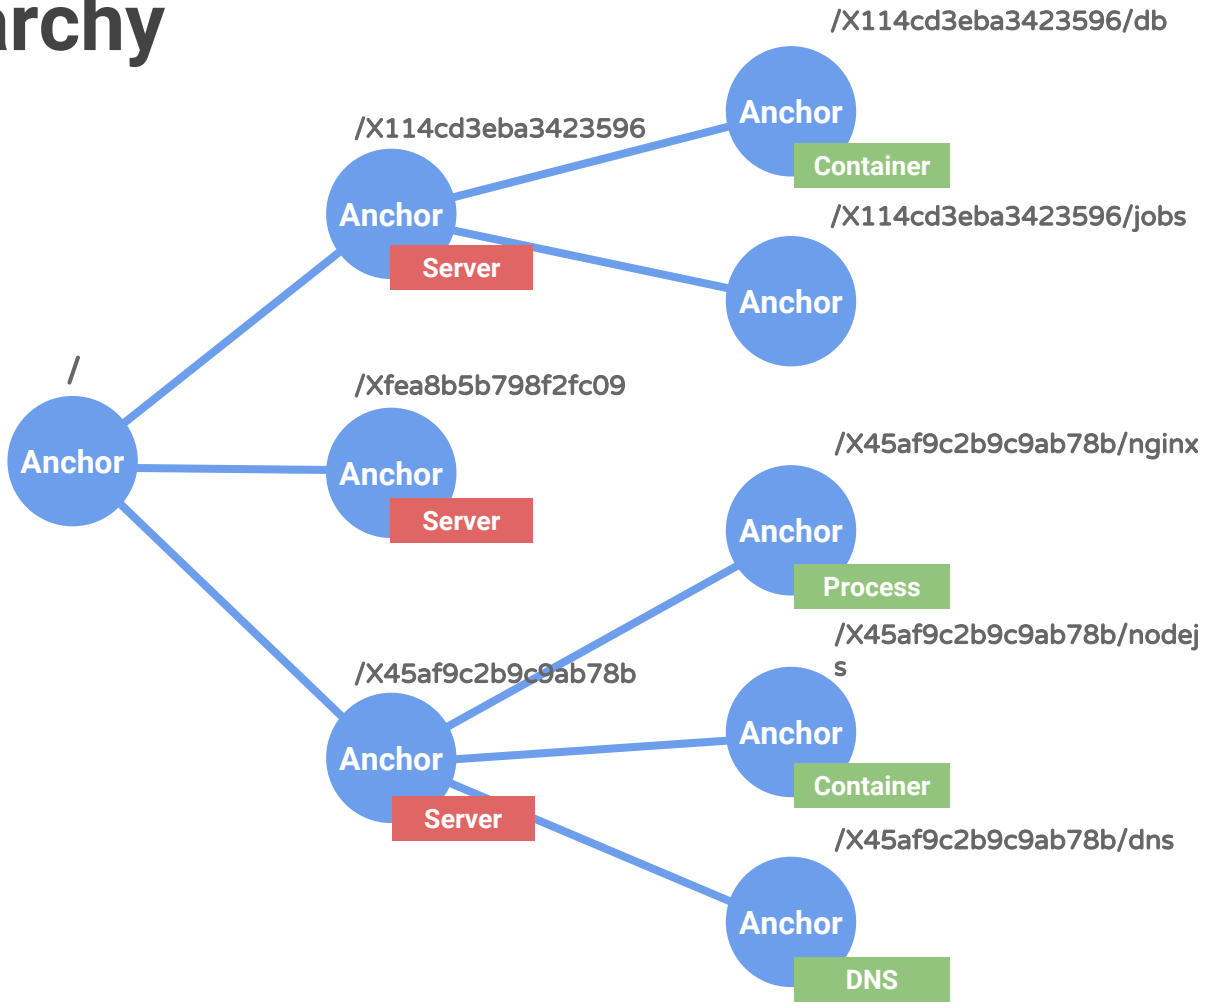 archy
/X114cd3eba3423596/db
Anchor
Container
/X114cd3eba3423596
Anchor
Server
/X114cd3eba3423596/jobs
Anchor
/
Anchor
/Xfea8b5b798f2fc09
Anchor
Server
/X45af9c2b9c9ab78b/nginx
Anchor
Process
/X45af9c2b9c9ab78b/nodej
s
Anchor
Container
/X45af9c2b9c9ab78b
Anchor
Server
/X45af9c2b9c9ab78b/dns
Anchor
DNS